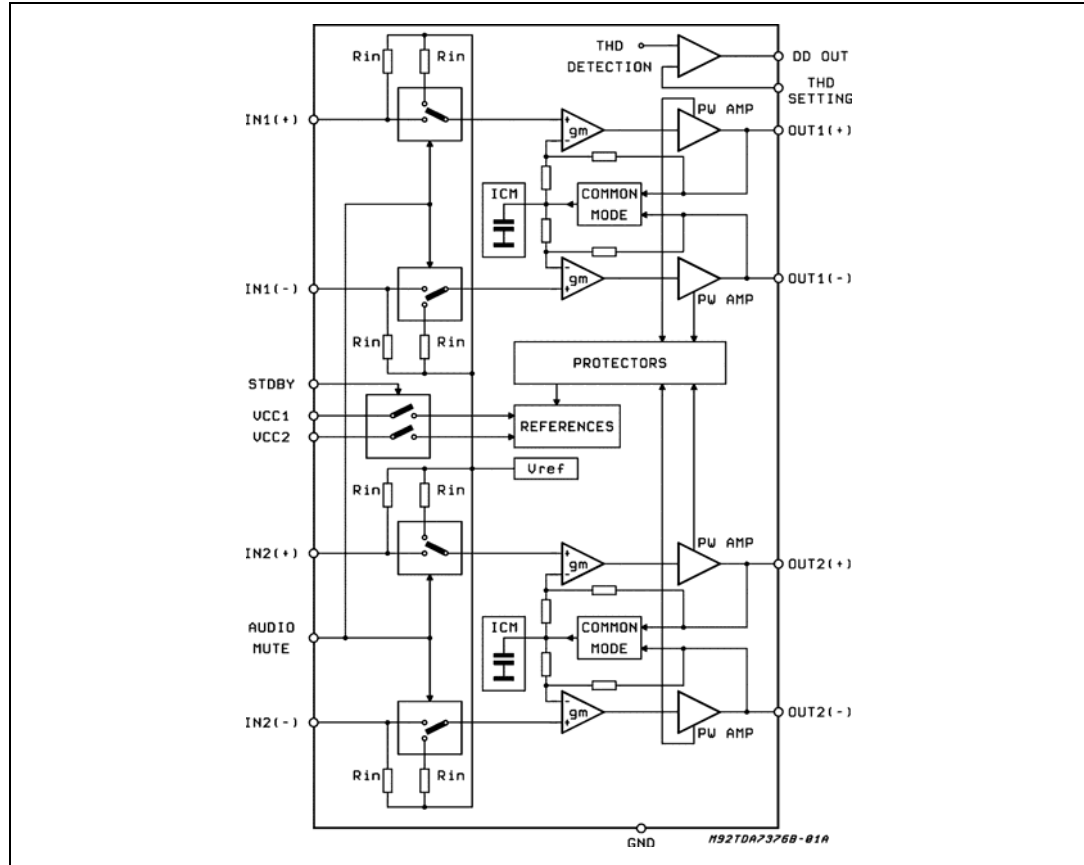 THD
DETECTION
DD OUT
THD
SETTING
Rin
Rin
IN1(+)
gm
PW AMP
OUT1(+)
ICM
COMMON
MODE
IN1(-)
gm
PW AMP
OUT1(-)
Rin
Rin
PROTECTORS
STDBY
VCC1
VCC2
REFERENCES
Vref
Rin
Rin
IN2(+)
gm
PW AMP
OUT2(+)
AUDIO
MUTE
ICM
COMMON
MODE
IN2(-)
gm
PW AMP
OUT2(-)
Rin
Rin
GND
M92TDA7376B-01A